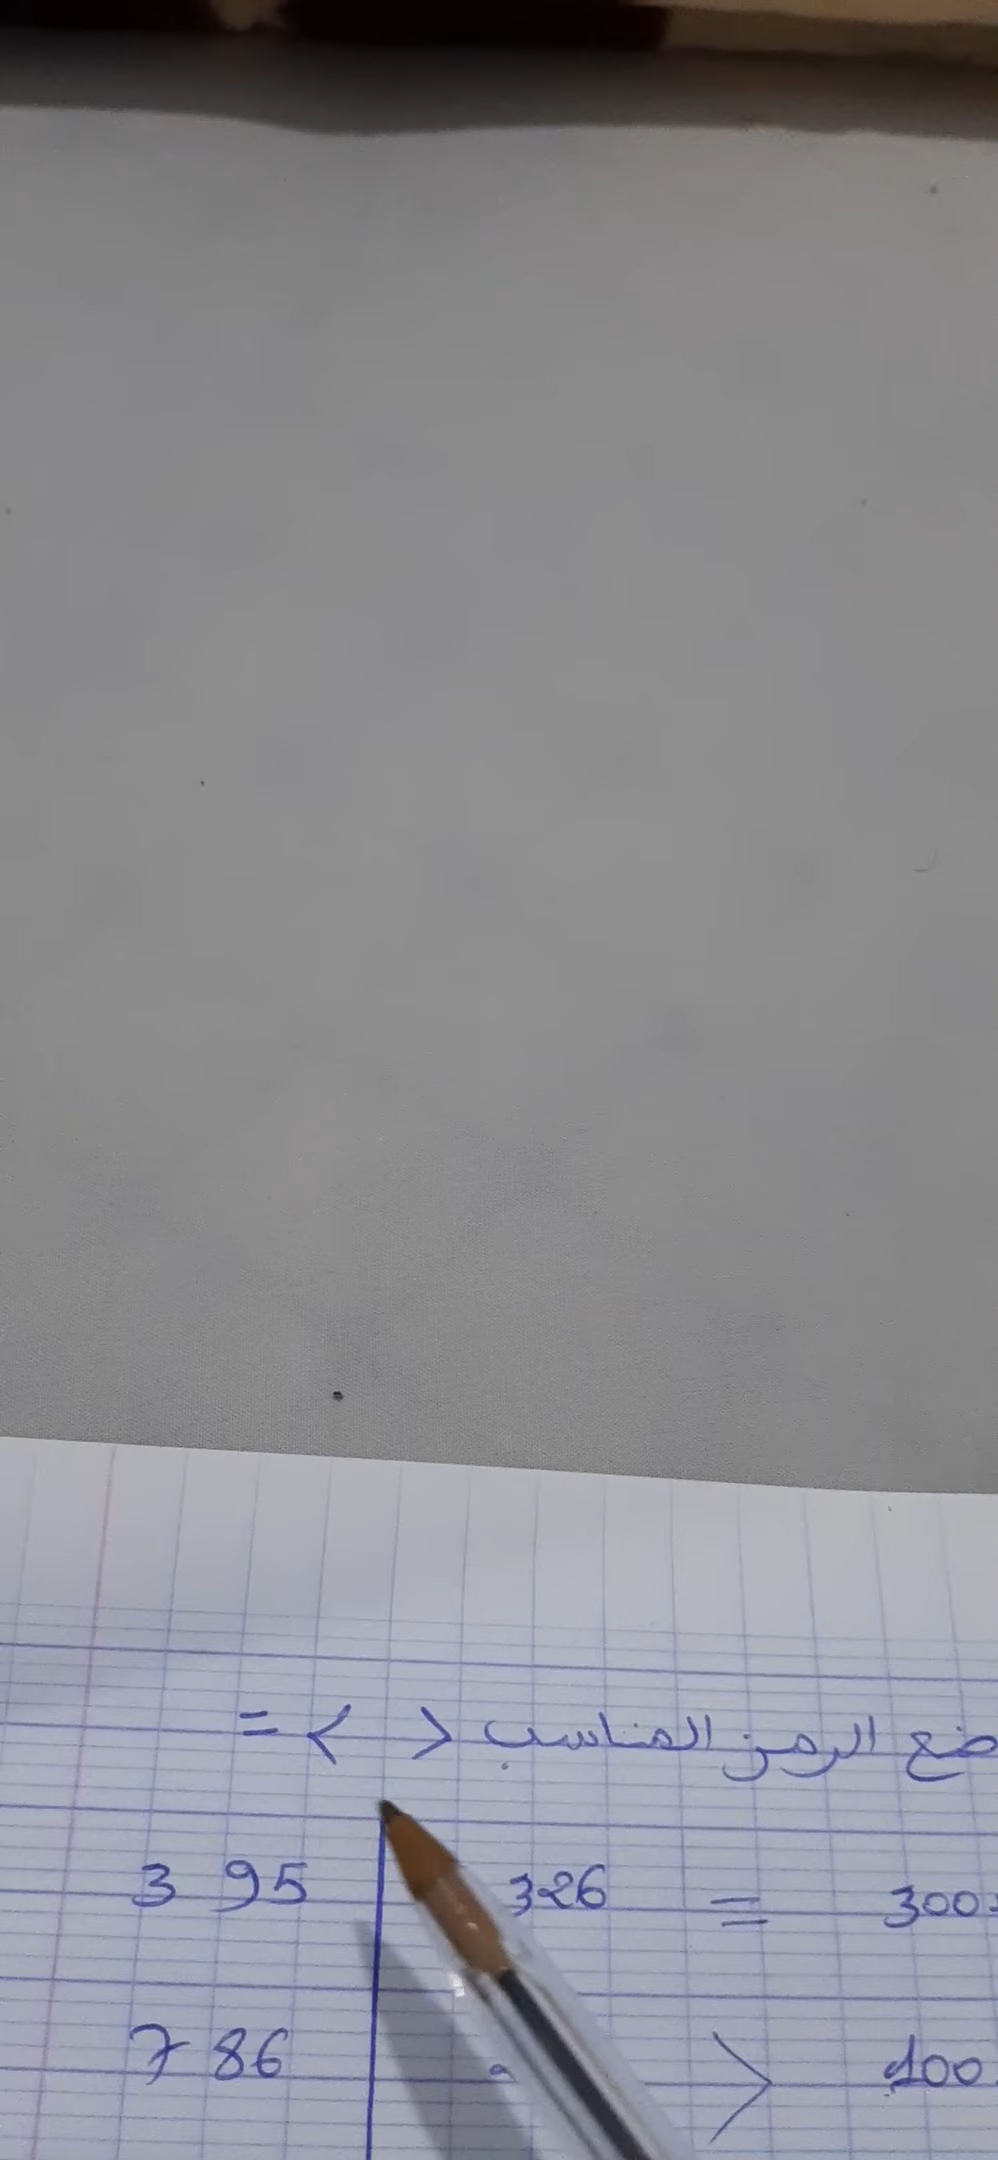 ضع الرمز المناسب > < =
3 95 326 = 300
7 86 > 100